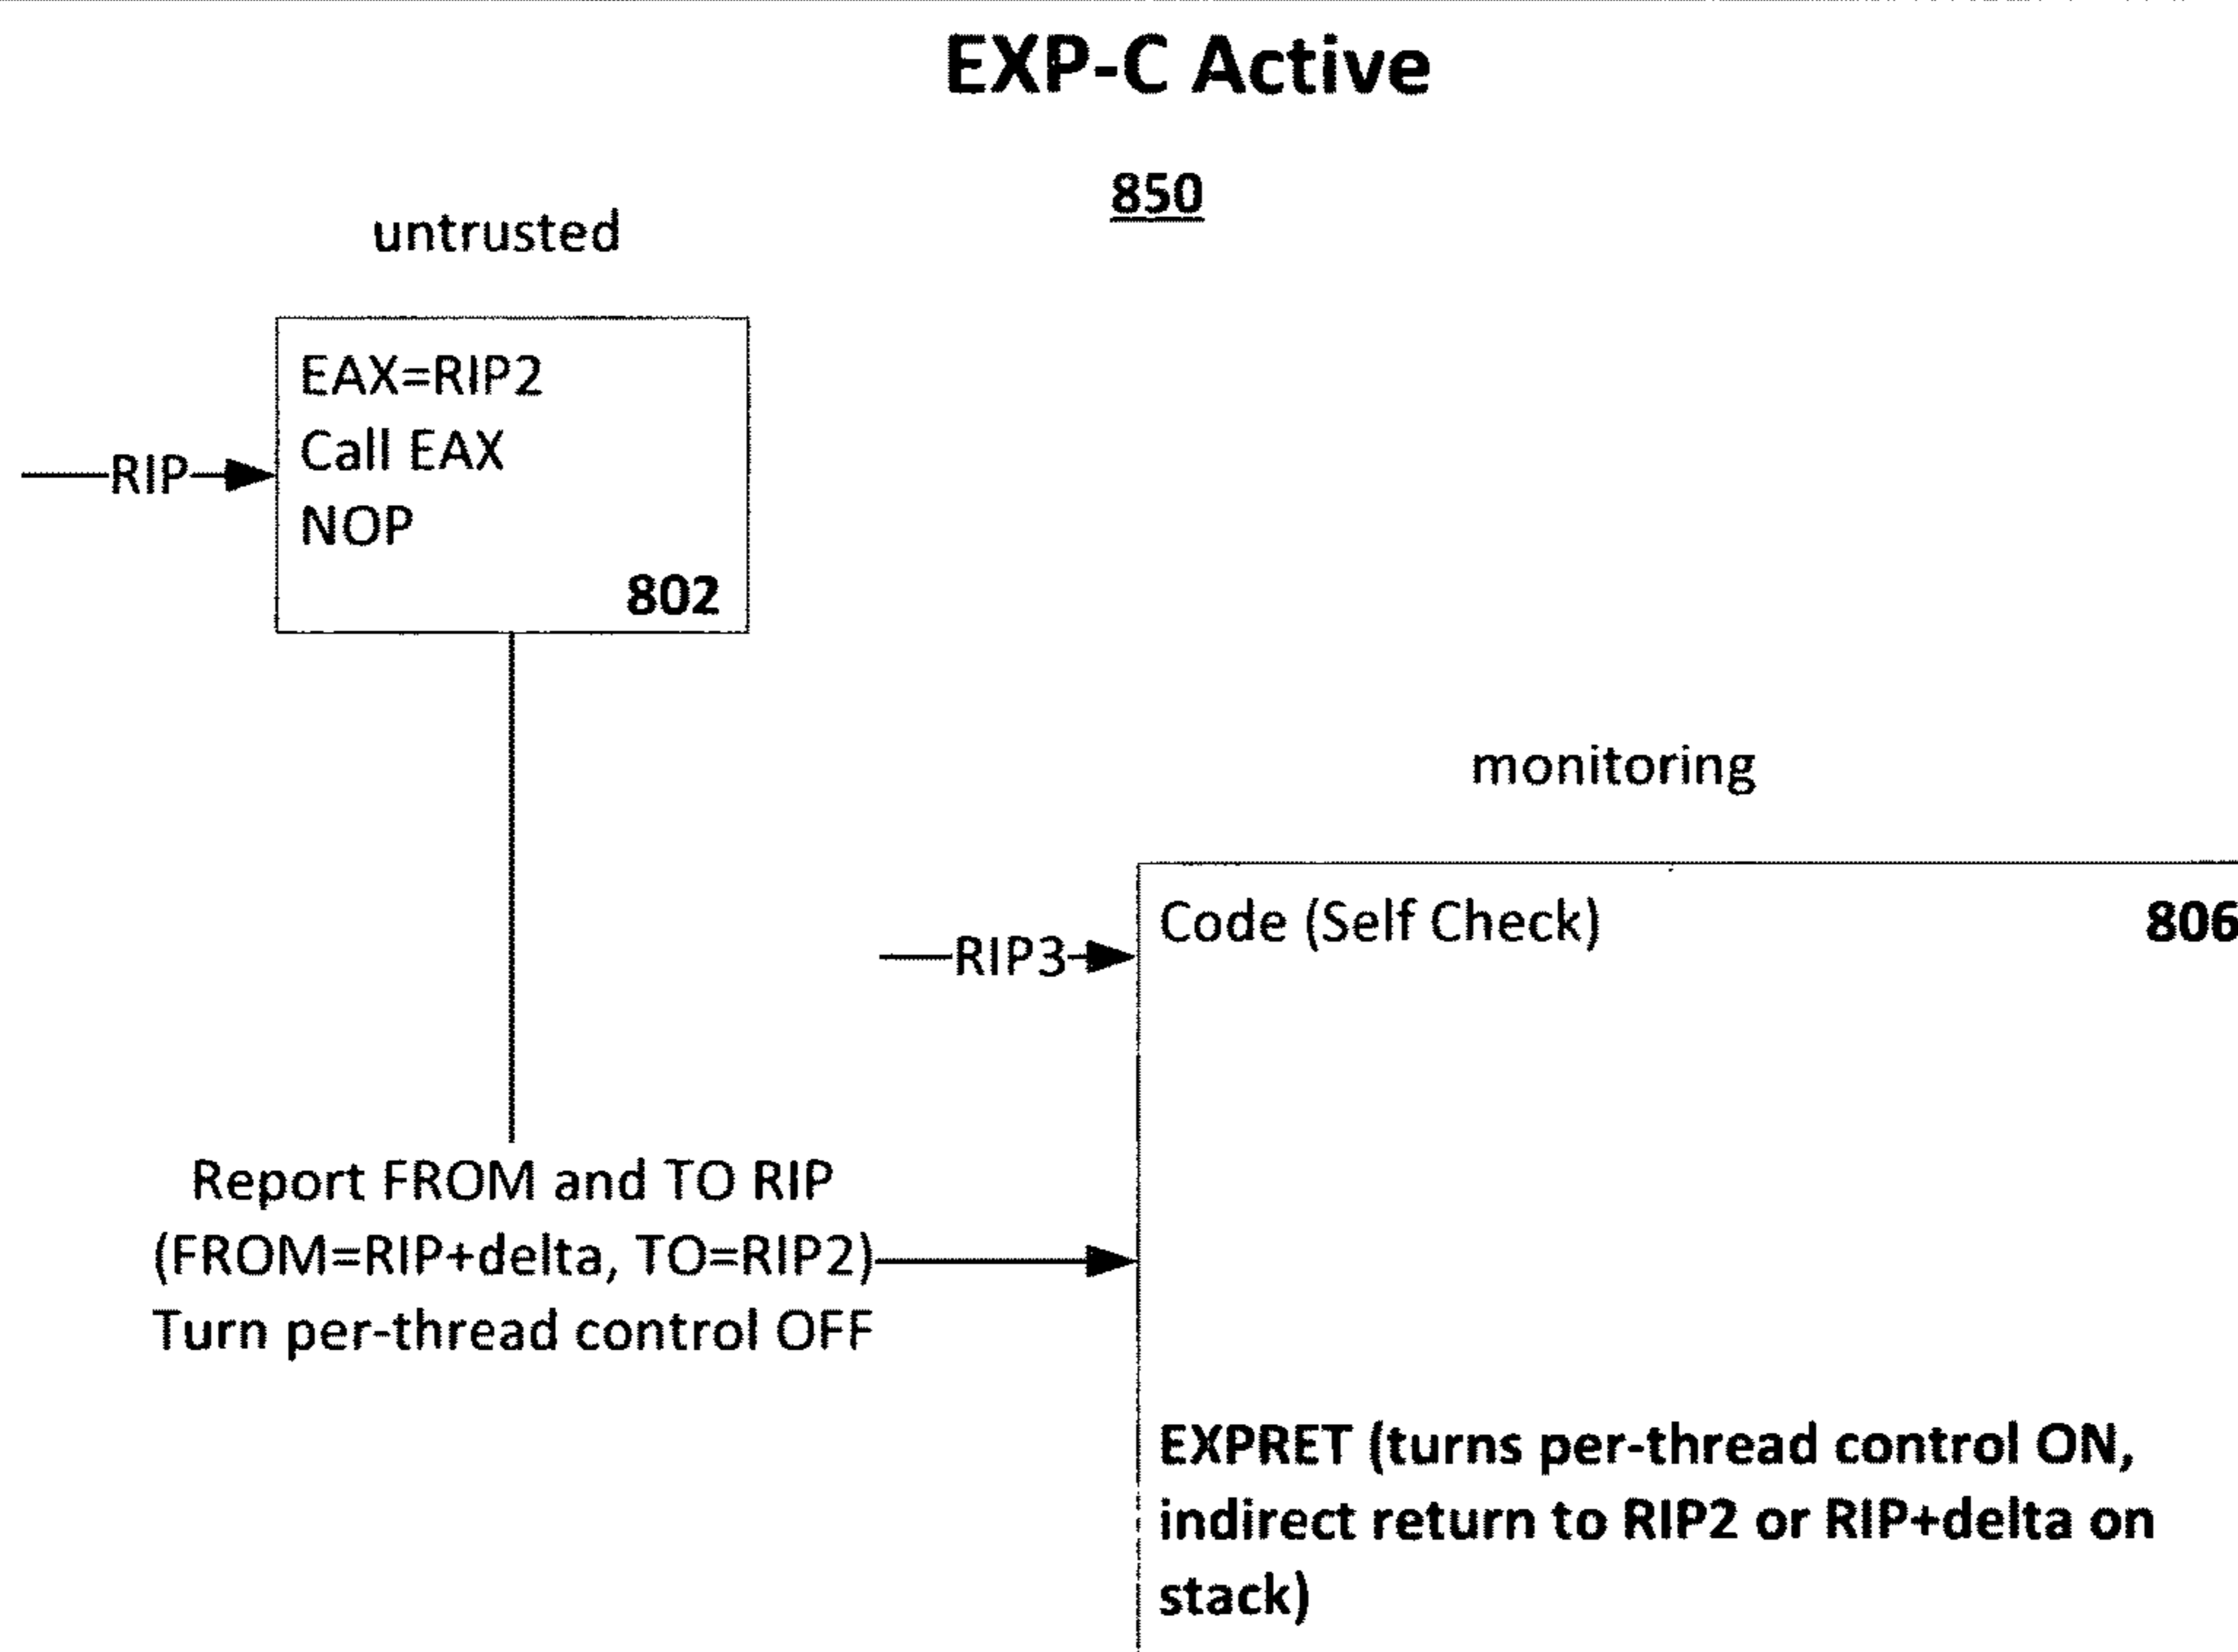 EXP-C Active
850
untrusted
EAX=RIP2
Call EAX
RIP
NOP
802
monitoring
Code (Self Check)
806
RIP3
Report FROM and TO RIP
(FROM=RIP+delta, TO=RIP2)
Turn per-thread control OFF
EXPRET (turns per-thread control ON,
indirect return to RIP2 or RIP+delta on
stack)